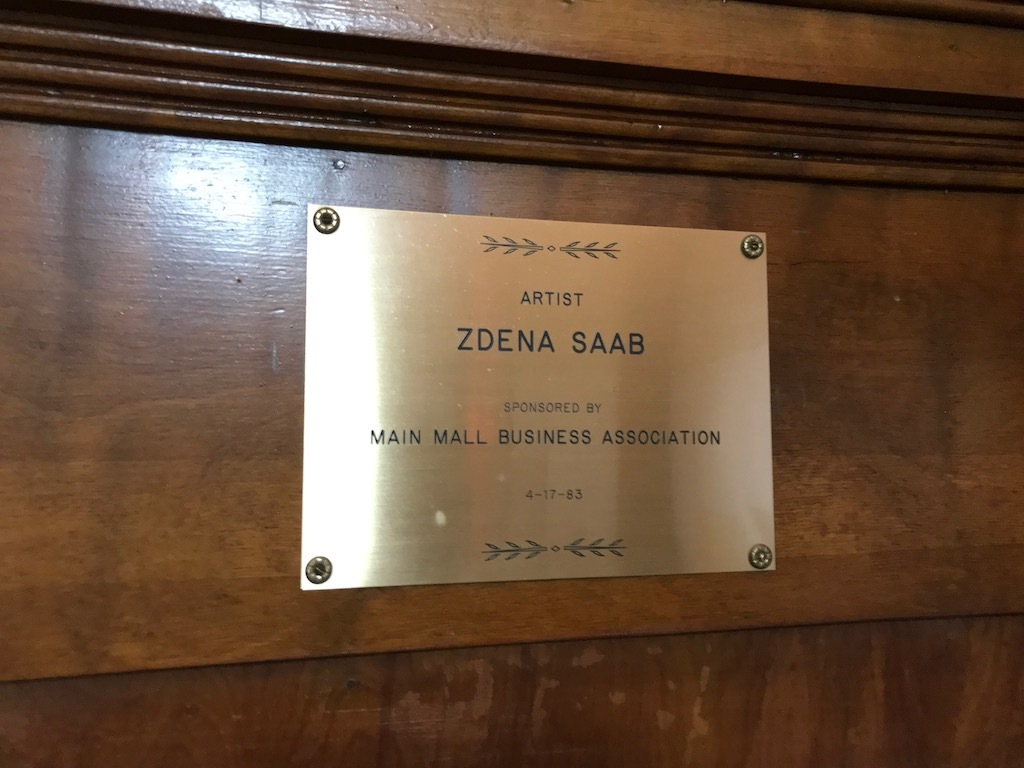 ARTIST
ZDENA SAAB
SPONSORED BY
MAIN MALL BUSINESS ASSOCIATION
4-17-83